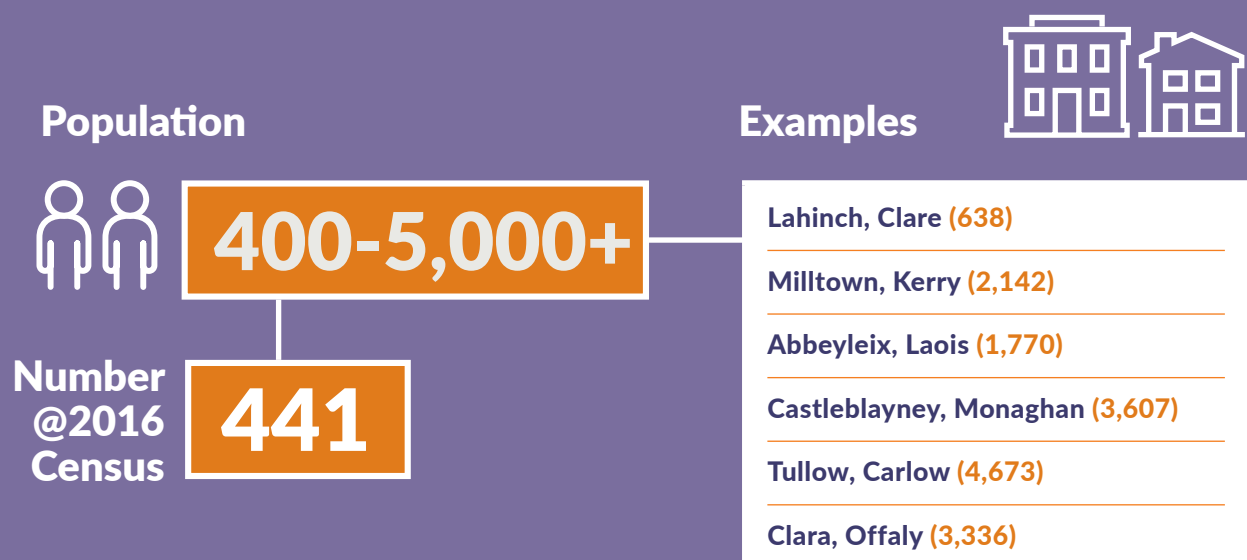 Population
400-5,000+
Number
@2016
Census
441
Examples
Lahinch, Clare (638)
Milltown, Kerry (2,142)
Abbeyleix, Laois (1,770)
Castleblayney, Monaghan (3,607)
Tullow, Carlow (4,673)
Clara, Offaly (3,336)